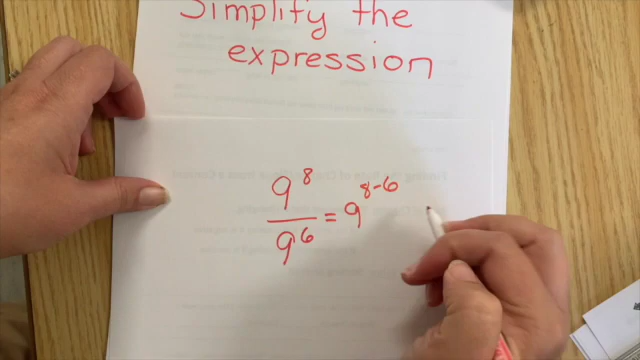 Simplify the
expression
9^8/9^6 = 9^(8-6)